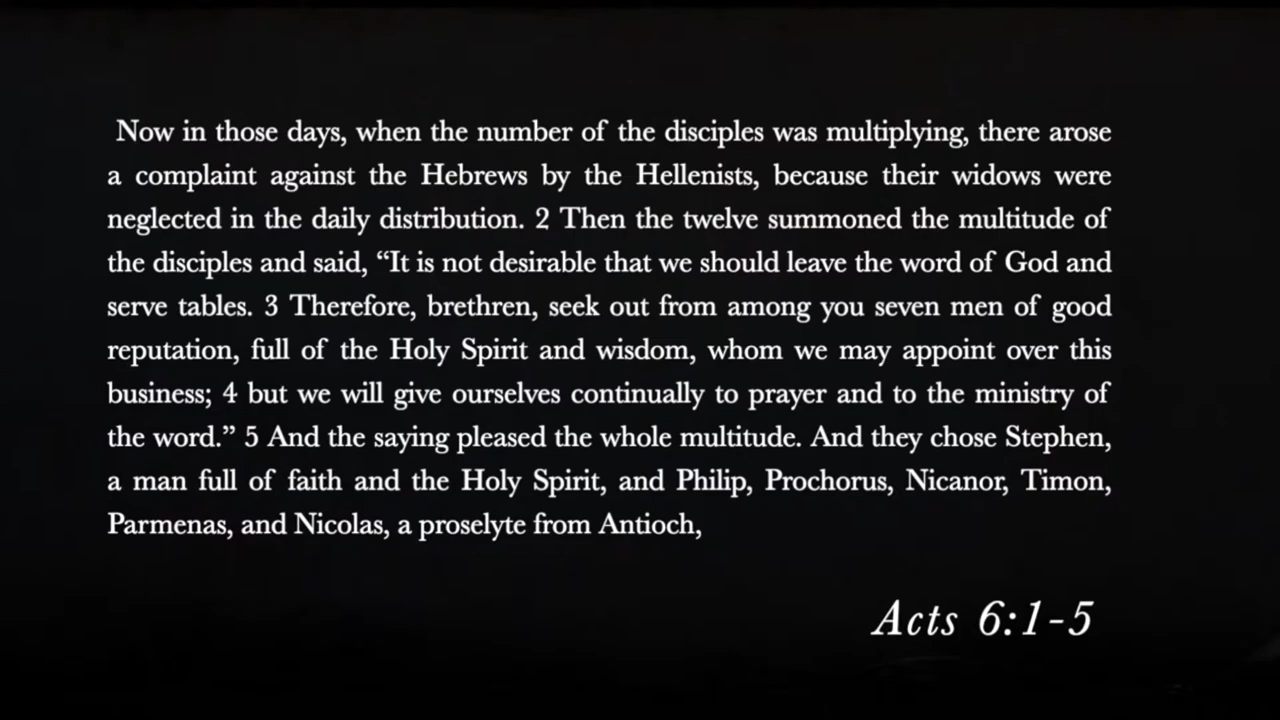 Now in those days, when the number of the disciples was multiplying, there arose
a complaint against the Hebrews by the Hellenists, because their widows were
neglected in the daily distribution. 2 Then the twelve summoned the multitude of
the disciples and said, “It is not desirable that we should leave the word of God and
serve tables. 3 Therefore, brethren, seek out from among you seven men of good
reputation, full of the Holy Spirit and wisdom, whom we may appoint over this
business; 4 but we will give ourselves continually to prayer and to the ministry of
the word.” 5 And the saying pleased the whole multitude. And they chose Stephen,
a man full of faith and the Holy Spirit, and Philip, Prochorus, Nicanor, Timon,
Parmenas, and Nicolas, a proselyte from Antioch,
Acts 6:1-5